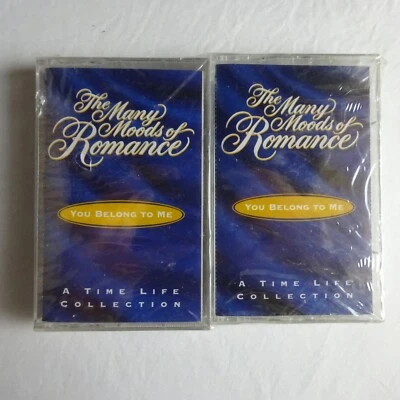 The
Many
Moods of
Romance
YOU BELONG TO ME
A TIME LIFE
COLLECTION
The
Many
Moods of
Romance
YOU BELONG TO ME
A TIME LIFE
COLLECTION